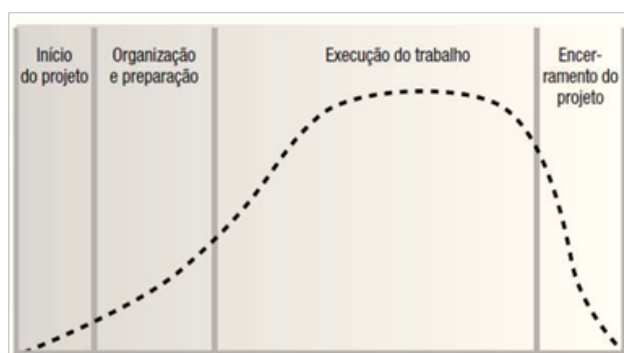 Início
do projeto
Organização
e preparação
Execução do trabalho
Encer-
ramento do
projeto